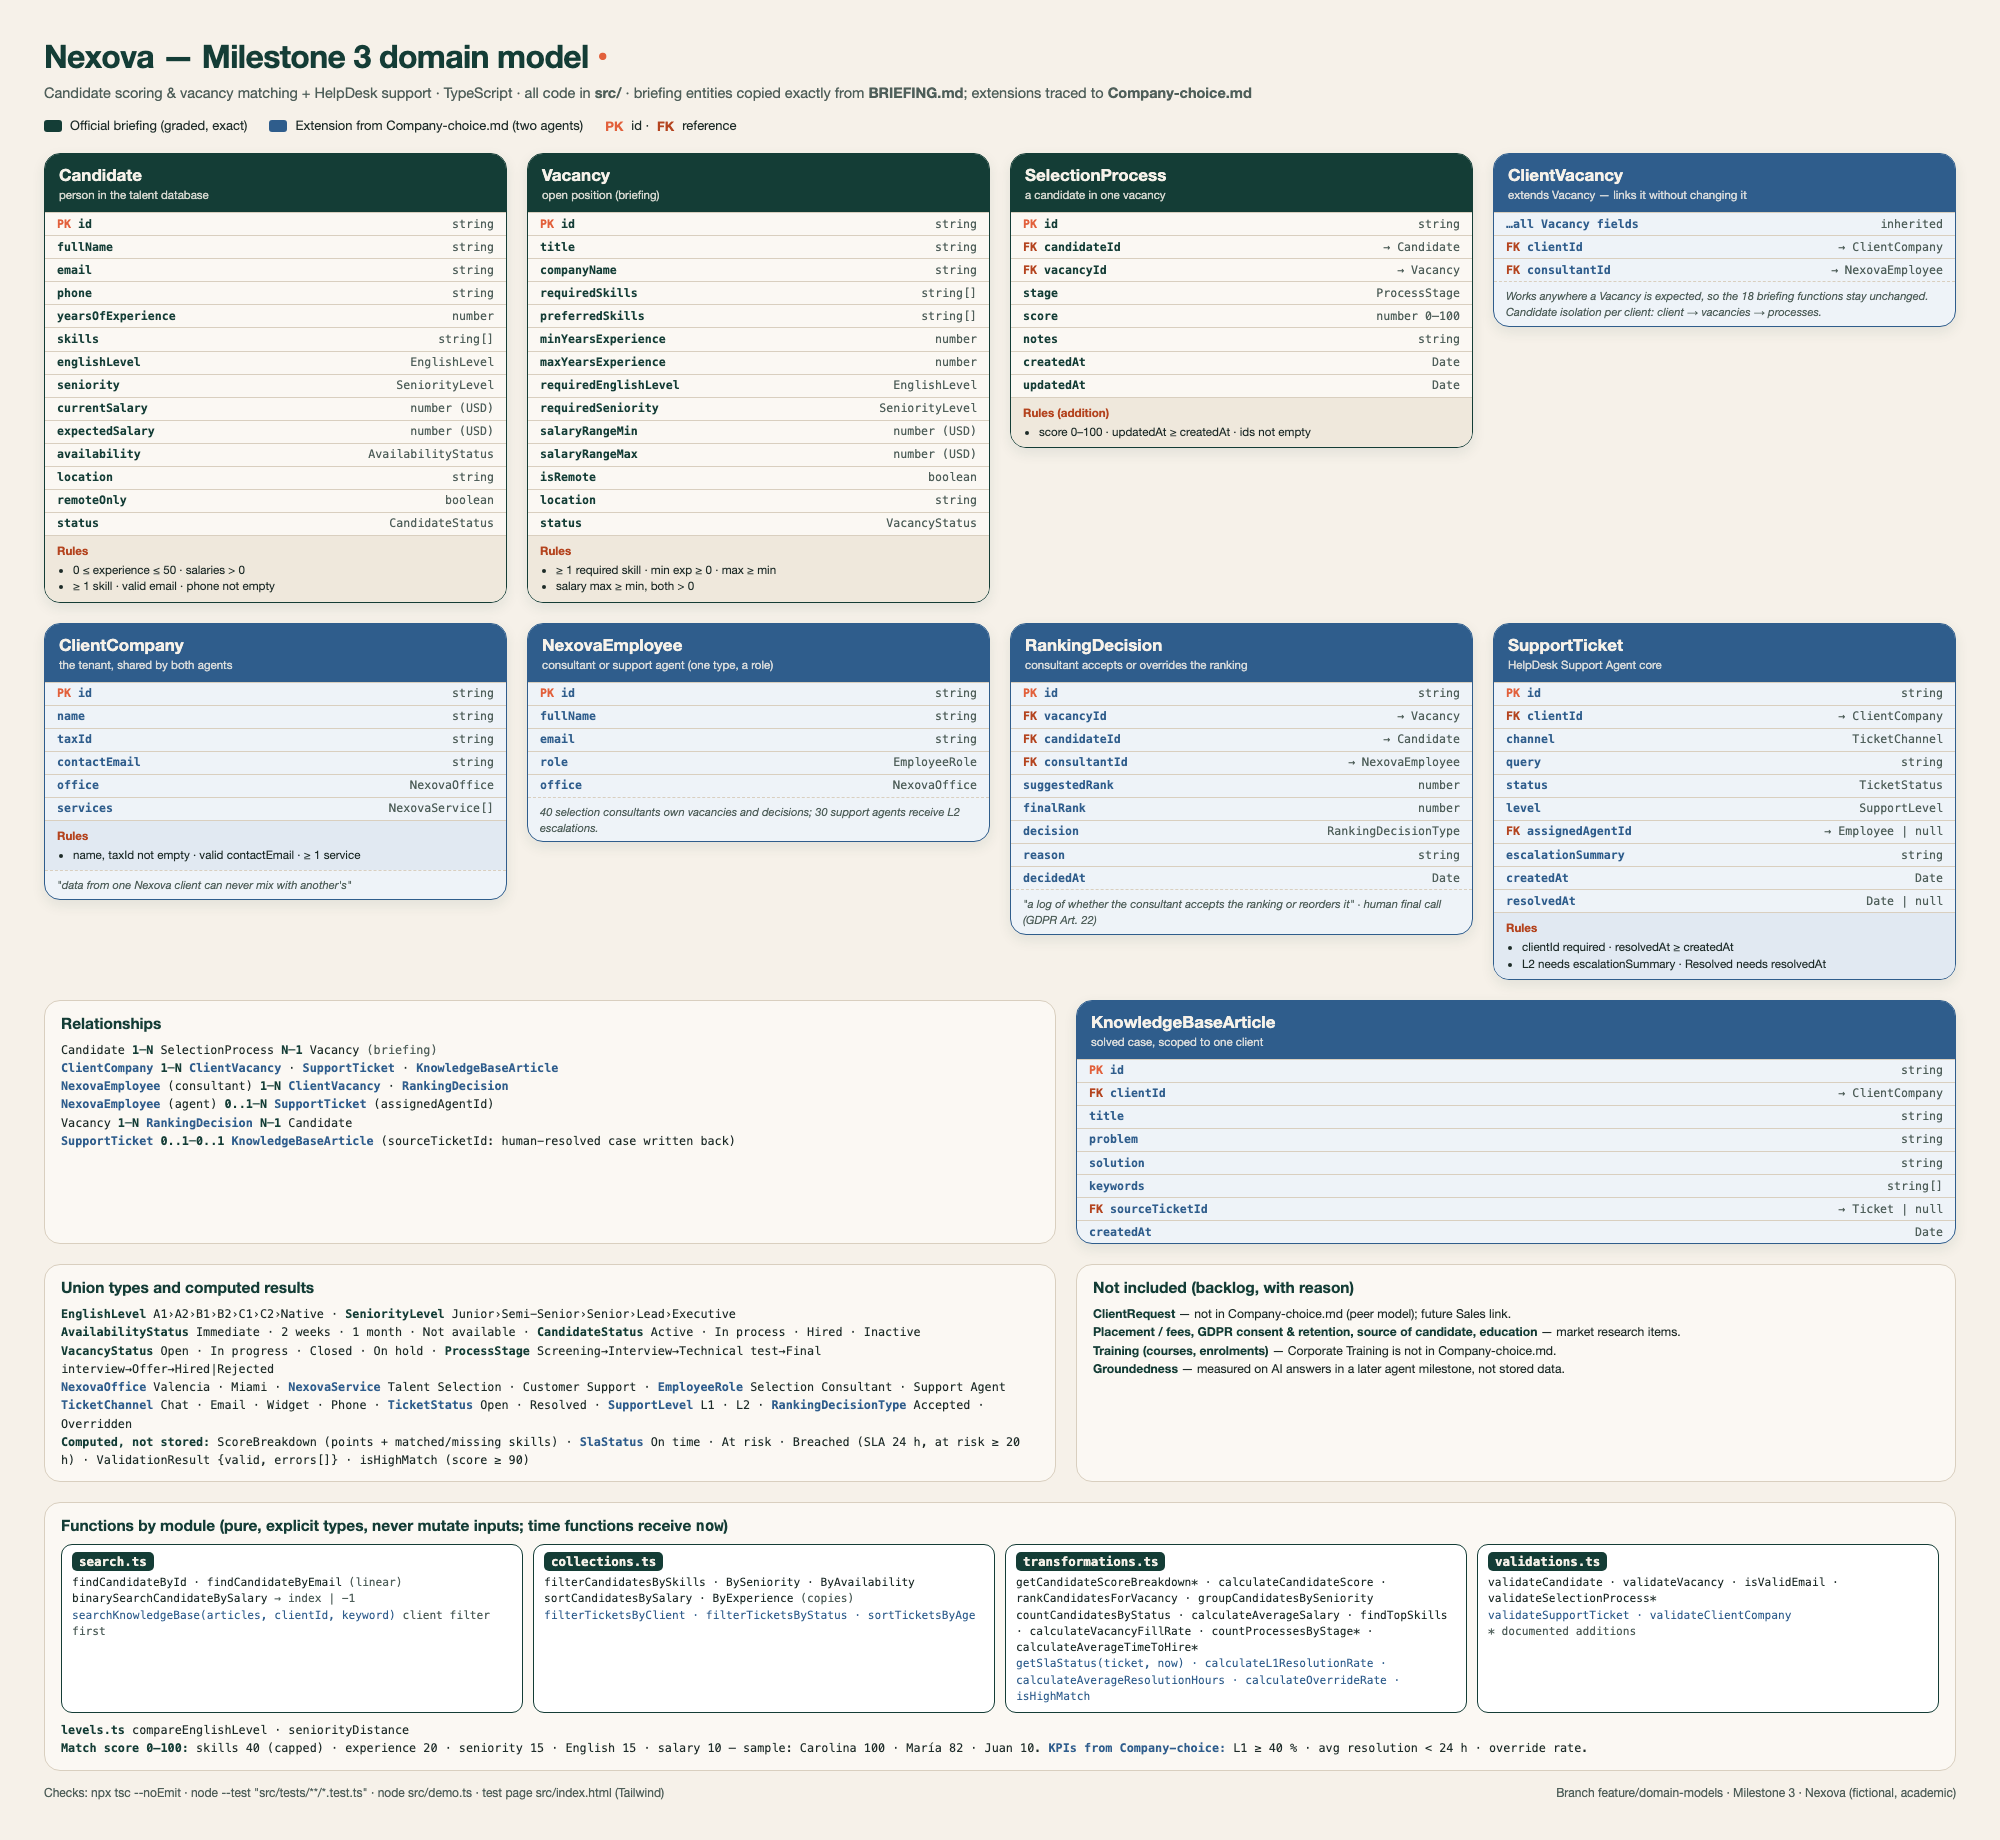 Nexova — Milestone 3 domain model •
Candidate scoring & vacancy matching + HelpDesk support · TypeScript · all code in src/ · briefing entities copied exactly from BRIEFING.md; extensions traced to Company-choice.md
Official briefing (graded, exact)
Extension from Company-choice.md (two agents)
PK id · FK reference
Candidate
person in the talent database
PK id string
fullName string
email string
phone string
yearsOfExperience number
skills string[]
englishLevel EnglishLevel
seniority SeniorityLevel
currentSalary number (USD)
expectedSalary number (USD)
availability AvailabilityStatus
location string
remoteOnly boolean
status CandidateStatus
Rules
• 0 ≤ experience ≤ 50 · salaries > 0
• ≥ 1 skill · valid email · phone not empty
Vacancy
open position (briefing)
PK id string
title string
companyName string
requiredSkills string[]
preferredSkills string[]
minYearsExperience number
maxYearsExperience number
requiredEnglishLevel EnglishLevel
requiredSeniority SeniorityLevel
salaryRangeMin number (USD)
salaryRangeMax number (USD)
isRemote boolean
location string
status VacancyStatus
Rules
• ≥ 1 required skill · min exp ≥ 0 · max ≥ min
• salary max ≥ min, both > 0
SelectionProcess
a candidate in one vacancy
PK id string
FK candidateId → Candidate
FK vacancyId → Vacancy
stage ProcessStage
score number 0–100
notes string
createdAt Date
updatedAt Date
Rules (addition)
• score 0–100 · updatedAt ≥ createdAt · ids not empty
ClientVacancy
extends Vacancy — links it without changing it
…all Vacancy fields inherited
FK clientId → ClientCompany
FK consultantId → NexovaEmployee
Works anywhere a Vacancy is expected, so the 18 briefing functions stay unchanged.
Candidate isolation per client: client → vacancies → processes.
ClientCompany
the tenant, shared by both agents
PK id string
name string
taxId string
contactEmail string
office NexovaOffice
services NexovaService[]
Rules
• name, taxId not empty · valid contactEmail · ≥ 1 service
"data from one Nexova client can never mix with another's"
NexovaEmployee
consultant or support agent (one type, a role)
PK id string
fullName string
email string
role EmployeeRole
office NexovaOffice
40 selection consultants own vacancies and decisions; 30 support agents receive L2
escalations.
RankingDecision
consultant accepts or overrides the ranking
PK id string
FK vacancyId → Vacancy
FK candidateId → Candidate
FK consultantId → NexovaEmployee
suggestedRank number
finalRank number
decision RankingDecisionType
reason string
decidedAt Date
"a log of whether the consultant accepts the ranking or reorders it" · human final call
(GDPR Art. 22)
SupportTicket
HelpDesk Support Agent core
PK id string
FK clientId → ClientCompany
channel TicketChannel
query string
status TicketStatus
level SupportLevel
FK assignedAgentId → Employee | null
escalationSummary string
createdAt Date
resolvedAt Date | null
Rules
• clientId required · resolvedAt ≥ createdAt
• L2 needs escalationSummary · Resolved needs resolvedAt
Relationships
Candidate 1–N SelectionProcess N–1 Vacancy (briefing)
ClientCompany 1–N ClientVacancy · SupportTicket · KnowledgeBaseArticle
NexovaEmployee (consultant) 1–N ClientVacancy · RankingDecision
NexovaEmployee (agent) 0..1–N SupportTicket (assignedAgentId)
Vacancy 1–N RankingDecision N–1 Candidate
SupportTicket 0..1–0..1 KnowledgeBaseArticle (sourceTicketId: human-resolved case written back)
KnowledgeBaseArticle
solved case, scoped to one client
PK id string
FK clientId → ClientCompany
title string
problem string
solution string
keywords string[]
FK sourceTicketId → Ticket | null
createdAt Date
Union types and computed results
EnglishLevel A1›A2›B1›B2›C1›C2›Native · SeniorityLevel Junior›Semi-Senior›Senior›Lead›Executive
AvailabilityStatus Immediate · 2 weeks · 1 month · Not available · CandidateStatus Active · In process · Hired · Inactive
VacancyStatus Open · In progress · Closed · On hold · ProcessStage Screening→Interview→Technical test→Final
interview→Offer→Hired|Rejected
NexovaOffice Valencia · Miami · NexovaService Talent Selection · Customer Support · EmployeeRole Selection Consultant · Support Agent
TicketChannel Chat · Email · Widget · Phone · TicketStatus Open · Resolved · SupportLevel L1 · L2 · RankingDecisionType Accepted ·
Overridden
Computed, not stored: ScoreBreakdown (points + matched/missing skills) · SlaStatus On time · At risk · Breached (SLA 24 h, at risk ≥ 20
h) · ValidationResult {valid, errors[]} · isHighMatch (score ≥ 90)
Not included (backlog, with reason)
ClientRequest — not in Company-choice.md (peer model); future Sales link.
Placement / fees, GDPR consent & retention, source of candidate, education — market research items.
Training (courses, enrolments) — Corporate Training is not in Company-choice.md.
Groundedness — measured on AI answers in a later agent milestone, not stored data.
Functions by module (pure, explicit types, never mutate inputs; time functions receive now)
search.ts
findCandidateById · findCandidateByEmail (linear)
binarySearchCandidateBySalary → index | −1
searchKnowledgeBase(articles, clientId, keyword) client filter
first
collections.ts
filterCandidatesBySkills · BySeniority · ByAvailability
sortCandidatesBySalary · ByExperience (copies)
filterTicketsByClient · filterTicketsByStatus · sortTicketsByAge
transformations.ts
getCandidateScoreBreakdown* · calculateCandidateScore ·
rankCandidatesForVacancy · groupCandidatesBySeniority
countCandidatesByStatus · calculateAverageSalary · findTopSkills
· calculateVacancyFillRate · countProcessesByStage* ·
calculateAverageTimeToHire*
getSlaStatus(ticket, now) · calculateL1ResolutionRate ·
calculateAverageResolutionHours · calculateOverrideRate ·
isHighMatch
validations.ts
validateCandidate · validateVacancy · isValidEmail ·
validateSelectionProcess*
validateSupportTicket · validateClientCompany
* documented additions
levels.ts compareEnglishLevel · seniorityDistance
Match score 0–100: skills 40 (capped) · experience 20 · seniority 15 · English 15 · salary 10 — sample: Carolina 100 · María 82 · Juan 10. KPIs from Company-choice: L1 ≥ 40 % · avg resolution < 24 h · override rate.
Checks: npx tsc --noEmit · node --test "src/tests/**/*.test.ts" · node src/demo.ts · test page src/index.html (Tailwind)
Branch feature/domain-models · Milestone 3 · Nexova (fictional, academic)